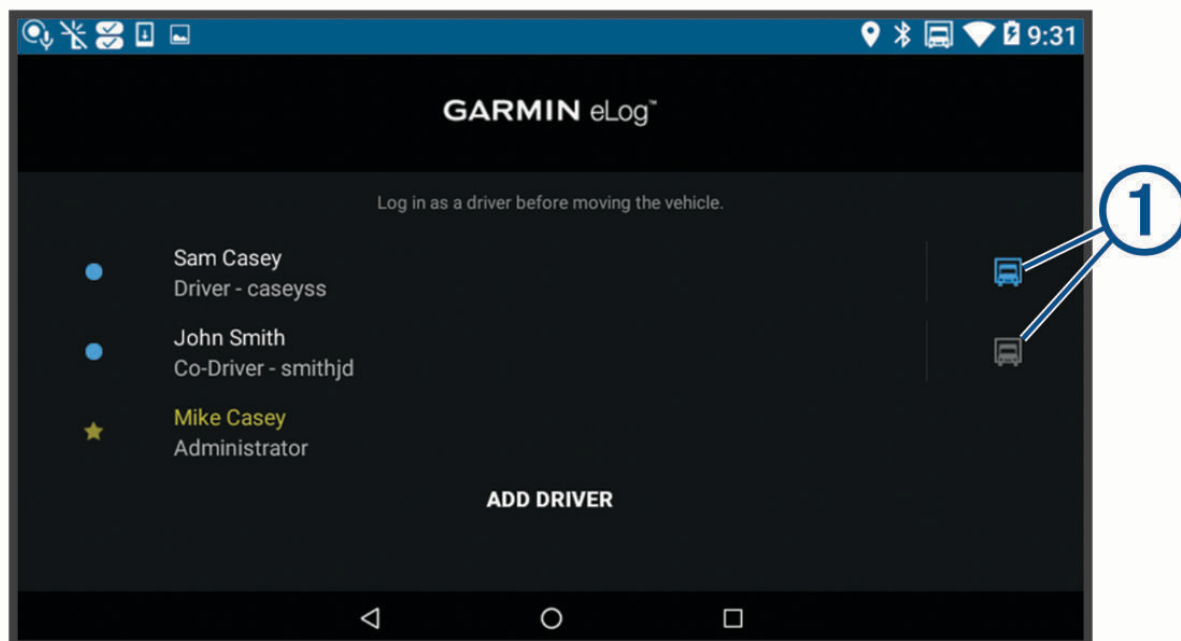 9:31
GARMIN eLog™
Log in as a driver before moving the vehicle.
Sam Casey
Driver - caseyss
1
John Smith
Co-Driver - smithjd
Mike Casey
Administrator
ADD DRIVER